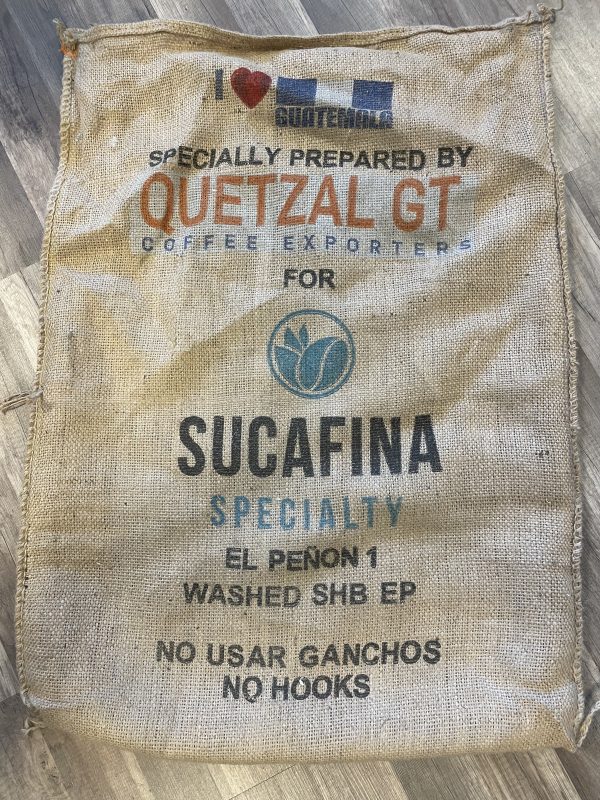 I GUATEMALA
SPECIALLY PREPARED BY
QUETZAL GT
COFFEE EXPORTERS
FOR
SUCAFINA
SPECIALTY
EL PEÑON 1
WASHED SHB EP
NO USAR GANCHOS
NO HOOKS